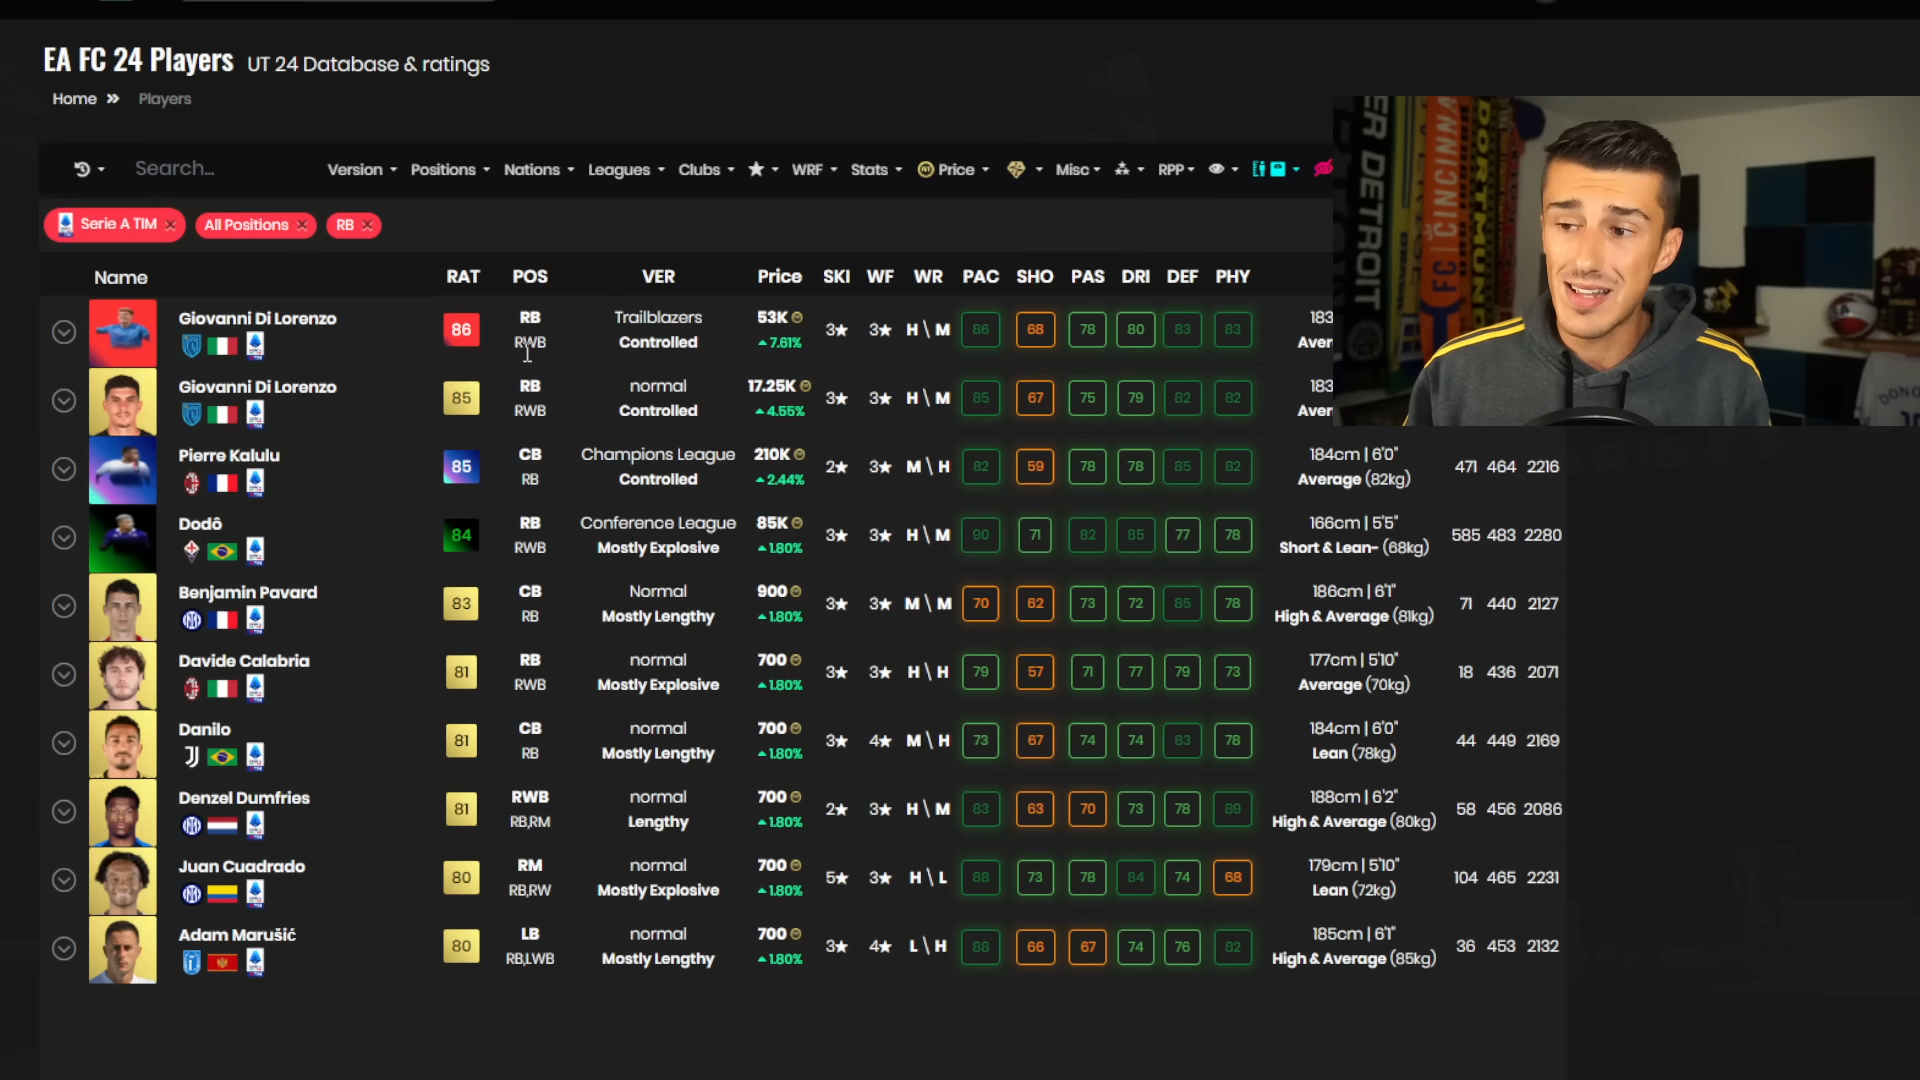 EA FC 24 Players UT 24 Database & ratings
Home » Players
Search... Version Positions Nations Leagues Clubs WRF Stats Price Misc RPP
Serie A TIM × All Positions × RB ×
Name RAT POS VER Price SKI WF WR PAC SHO PAS DRI DEF PHY
Giovanni Di Lorenzo 86 RB Trailblazers 53K 3★ 3★ H \ M 86 68 78 80 83 83 183
RWB Controlled 7.61% Aver
Giovanni Di Lorenzo 85 RB normal 17.25K 3★ 3★ H \ M 85 67 75 79 82 82 183
RWB Controlled 4.55% Aver
Pierre Kalulu 85 CB Champions League 210K 2★ 3★ M \ H 82 59 78 78 85 82 184cm | 6'0" 471 464 2216
RB Controlled 2.44% Average (82kg)
Dodô 84 RB Conference League 85K 3★ 3★ H \ M 90 71 82 85 77 78 166cm | 5'5" 585 483 2280
RWB Mostly Explosive 1.80% Short & Lean- (68kg)
Benjamin Pavard 83 CB Normal 900 3★ 3★ M \ M 70 62 73 72 85 78 186cm | 6'1" 71 440 2127
RB Mostly Lengthy 1.80% High & Average (81kg)
Davide Calabria 81 RB normal 700 3★ 3★ H \ H 79 57 71 77 79 73 177cm | 5'10" 18 436 2071
RWB Mostly Explosive 1.80% Average (70kg)
Danilo 81 CB normal 700 3★ 4★ M \ H 73 67 74 74 83 78 184cm | 6'0" 44 449 2169
RB Mostly Lengthy 1.80% Lean (78kg)
Denzel Dumfries 81 RWB normal 700 2★ 3★ H \ M 83 63 70 73 78 89 188cm | 6'2" 58 456 2086
RB,RM Lengthy 1.80% High & Average (80kg)
Juan Cuadrado 80 RM normal 700 5★ 3★ H \ L 88 73 78 84 74 68 179cm | 5'10" 104 465 2231
RB,RW Mostly Explosive 1.80% Lean (72kg)
Adam Marušić 80 LB normal 700 3★ 4★ L \ H 88 66 67 74 76 82 185cm | 6'1" 36 453 2132
RB,LWB Mostly Lengthy 1.80% High & Average (85kg)
ER DETROIT
FC CINCINNA
DORTMUND
DONO